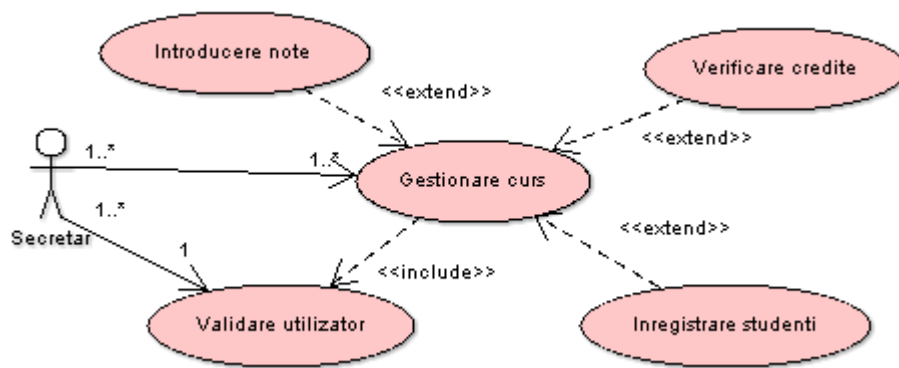 Introducere note
Verificare credite
<<extend>>
<<extend>>
1..*
1..*
Gestionare curs
1..*
Secretar
<<extend>>
1
<<include>>
Validare utilizator
Inregistrare studenti